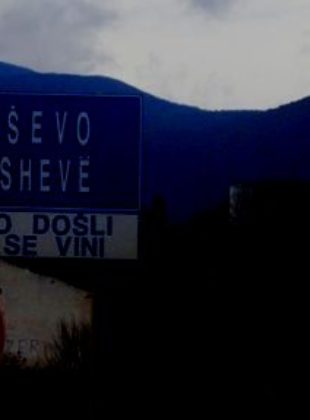 ŠEVO
SHEVË
O DOŠLI
SE VINI